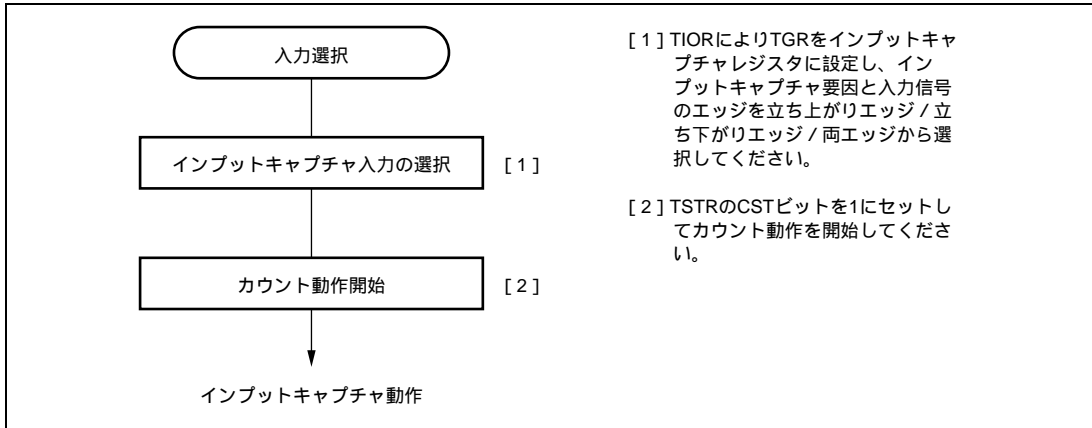 入力選択
インプットキャプチャ入力の選択 [1]
カウント動作開始 [2]
インプットキャプチャ動作
[1] TIORによりTGRをインプットキャ
プチャレジスタに設定し、イン
プットキャプチャ要因と入力信号
のエッジを立ち上がりエッジ / 立
ち下がりエッジ / 両エッジから選
択してください。
[2] TSTRのCSTビットを1にセットし
てカウント動作を開始してくださ
い。